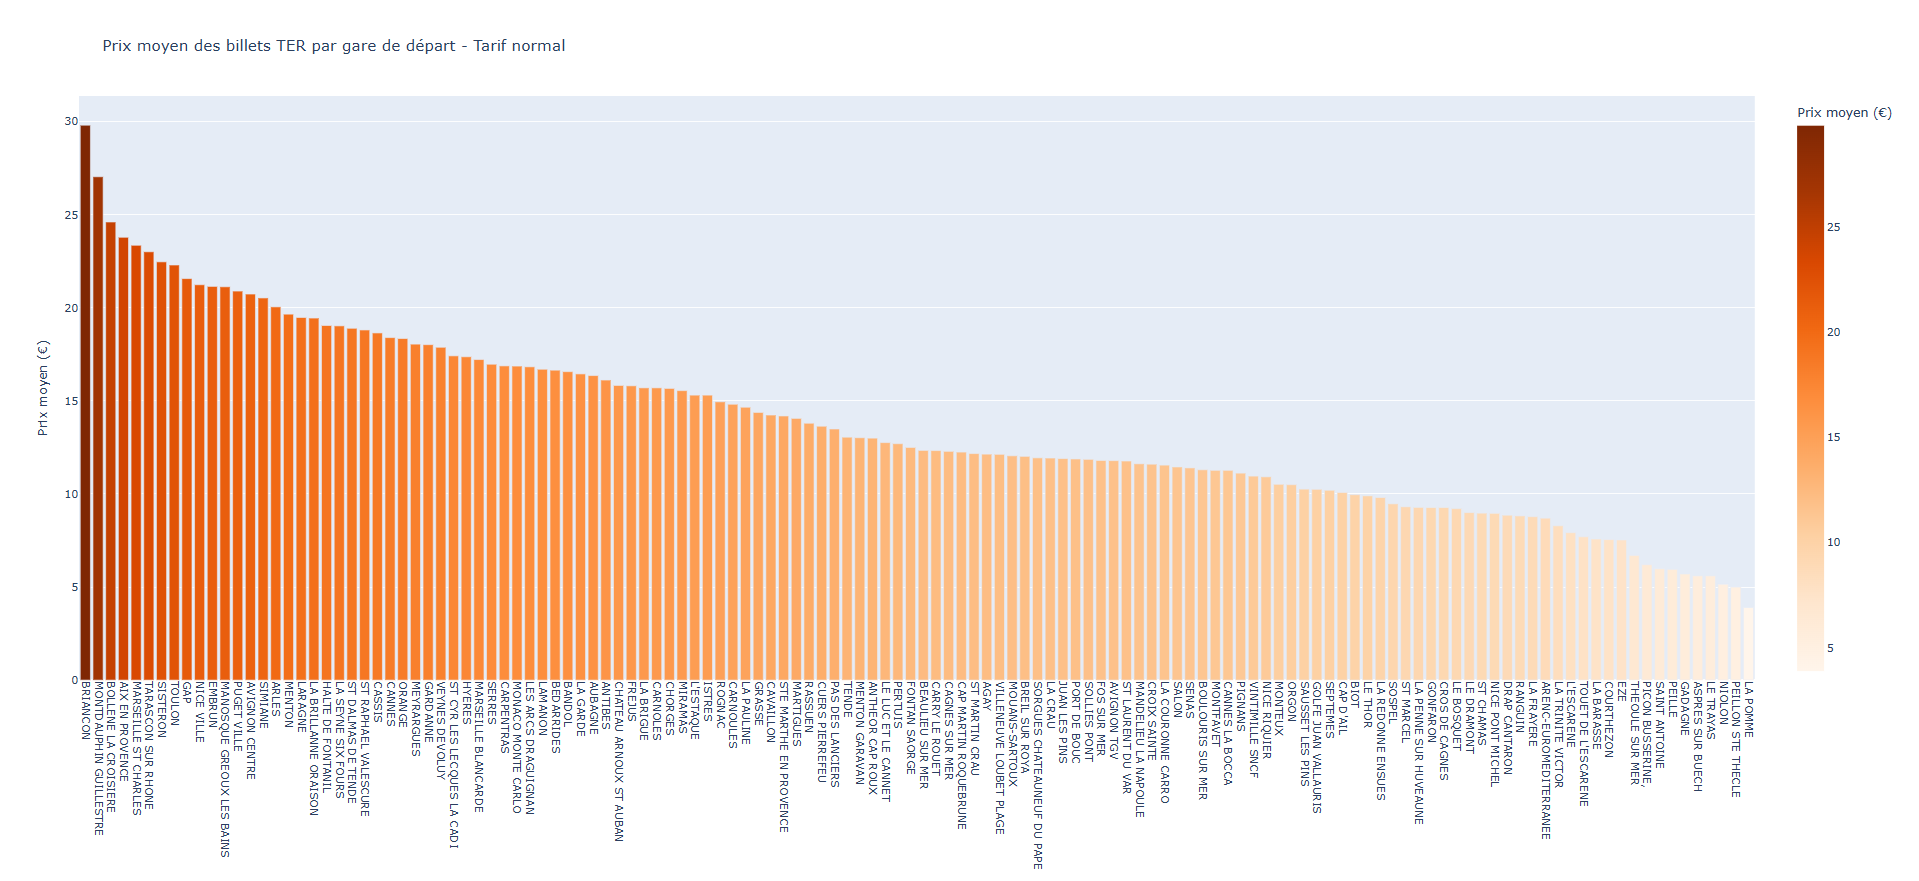 Prix moyen des billets TER par gare de départ - Tarif normal
Prix moyen (€)
30
25
20
15
10
5
0
Prix moyen (€)
25
20
15
10
5
BRIANCON
MONTDAUPHIN GUILLESTRE
BOLLENE LA CROISIERE
AIX EN PROVENCE
MARSEILLE ST CHARLES
TARASCON SUR RHONE
SISTERON
TOULON
GAP
NICE VILLE
EMBRUN
MANOSQUE GREOUX LES BAINS
PUGET VILLE
AVIGNON CENTRE
SIMIANE
ARLES
MENTON
LARAGNE
LA BRILLANNE ORAISON
HALTE DE FONTANIL
LA SEYNE SIX FOURS
ST DALMAS D TENDE
ST RAPHAEL VALESCURE
CASSIS
CANNES
ORANGE
MEYRARGUES
GARDANNE
VEYNES DEVOLUY
ST CYR LES LECQUES LA CADI
HYERES
MARSEILLE BLANCARDE
SERRES
CARPENTRAS
MONACO MONTE CARLO
LES ARCS DRAGUIGNAN
LAMANON
BEDARRIDES
BANDOL
LA GARDE
AUBAGNE
ANTIBES
CHATEAU ARNOUX ST AUBAN
FREJUS
LA BRIGUE
CARNOLES
CHORGES
MIRAMAS
L'ESTAQUE
ISTRES
ROGNAC
CARNOULES
LA PAULINE
GRASSE
CAVAILLON
STE MARTHE EN PROVENCE
MARTIGUES
RASSUEN
CUERS PIERREFEU
PAS DES LANCIERS
TENDE
MENTON GARAVAN
ANTHEOR CAP ROUX
LE LUC ET LE CANNET
PERTUIS
FONTAN SAORGE
BEAULIEU SUR MER
CARRY LE ROUET
CAGNES SUR MER
CAP MARTIN ROQUEBRUNE
ST MARTIN CRAU
AGAY
VILLENEUVE LOUBET PLAGE
MOUANS-SARTOUX
BREIL SUR ROYA
SORGUES CHATEAUNEUF DU PAPE
LA CRAU
JUAN LES PINS
PORT DE BOUC
SOLLIES PONT
FOS SUR MER
AVIGNON TGV
ST LAURENT DU VAR
MANDELIEU LA NAPOULE
CROIX SAINTE
LA COURONNE CARRO
SALON
SENAS
BOULOURIS SUR MER
MONTFAVET
CANNES LA BOCCA
PIGNANS
VINTIMILLE SNCF
NICE RIQUIER
MONTEUX
ORGON
SAUSSET LES PINS
GOLFE JUAN VALLAURIS
SEPTEMES
CAP D'AIL
BIOT
LE THOR
LA REDONNE ENSUES
SOSPEL
ST MARCEL
LA PENNE SUR HUVEAUNE
GONFARON
CROS DE CAGNES
LE BOSQUET
LE DRAMONT
ST CHAMAS
NICE PONT MICHEL
DRAP CANTARON
RANGUIN
LA FRAYERE
ARENC-EUROMEDITERRANEE
LA TRINITE VICTOR
L'ESCARENE
TOUET DE L'ESCARENE
LA BARASSE
COURTHEZON
EZE
THEOULE SUR MER
PICON BUSSERINE,
SAINT ANTOINE
PEILLE
GADAGNE
ASPRES SUR BUECH
LE TRAYAS
NIOLON
PEILLON STE THECLE
LA POMME